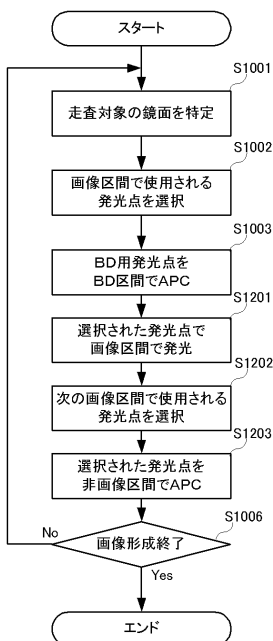 スタート
S1001
走査対象の鏡面を特定
S1002
画像区間で使用される
発光点を選択
S1003
BD用発光点を
BD区間でAPC
S1201
選択された発光点で
画像区間で発光
S1202
次の画像区間で使用される
発光点を選択
S1203
選択された発光点を
非画像区間でAPC
S1006
No
画像形成終了
Yes
エンド